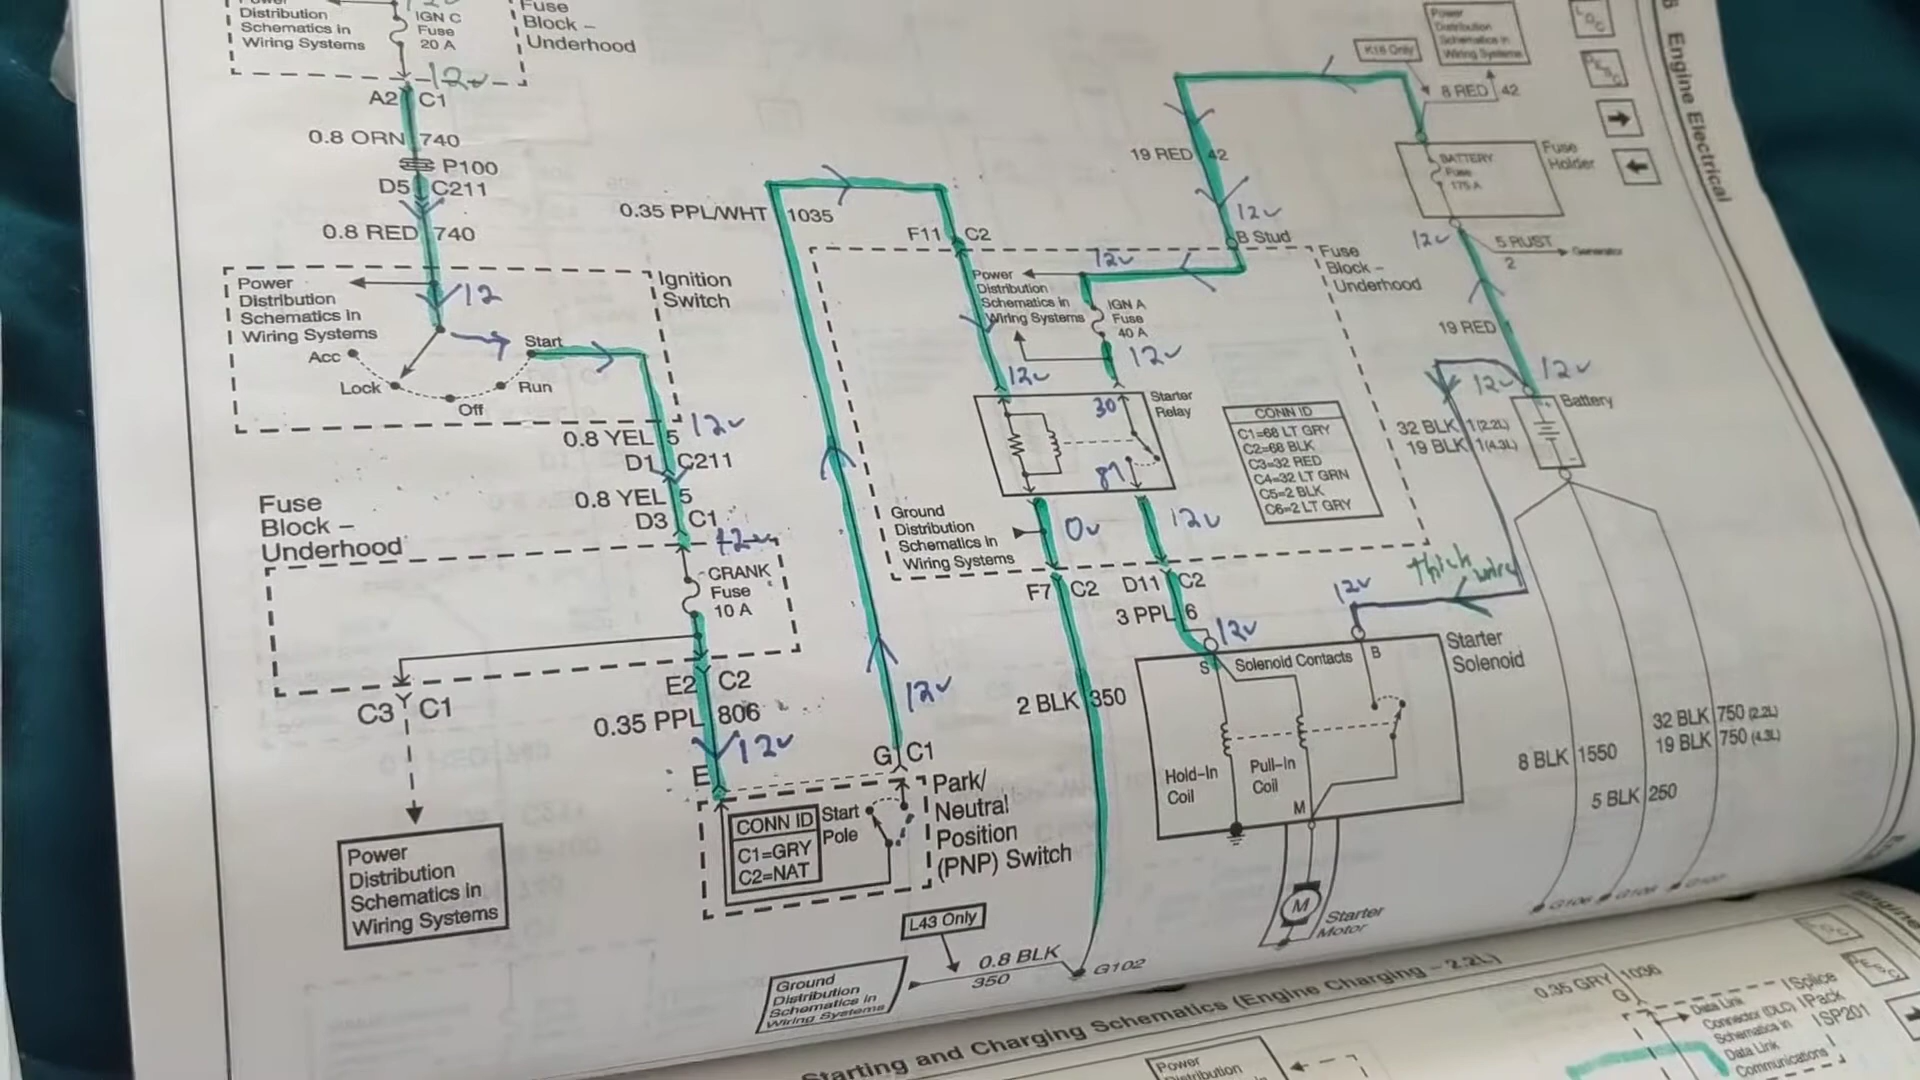 Distribution
Schematics in
Wiring Systems
IGN C
Fuse
20 A
Fuse
Block –
Underhood
12v
A2 C1
0.8 ORN 740
P100
D5 C211
0.8 RED 740
Power
Distribution
Schematics in
Wiring Systems
12
Ignition
Switch
Acc
Lock
Off
Run
Start
0.8 YEL 5
12v
D1 C211
0.8 YEL 5
D3 C1
Fuse
Block –
Underhood
CRANK
Fuse
10 A
C3 C1
E2 C2
0.35 PPL 806
12v
E
Power
Distribution
Schematics in
Wiring Systems
CONN ID
C1=GRY
C2=NAT
Start
Pole
G C1
12v
Park/
Neutral
Position
(PNP) Switch
0.35 PPL/WHT 1035
F11 C2
Power
Distribution
Schematics in
Wiring Systems
12v
IGN A
Fuse
40 A
12v
12v
30
87
Starter
Relay
Ground
Distribution
Schematics in
Wiring Systems
0v
12v
F7 C2
D11 C2
3 PPL 6
12v
2 BLK 350
L43 Only
0.8 BLK
350
G102
Ground
Distribution
Schematics in
Wiring Systems
19 RED 42
12v
B Stud
Fuse
Block –
Underhood
CONN ID
C1=68 LT GRY
C2=68 BLK
C3=32 RED
C4=32 LT GRN
C5=2 BLK
C6=2 LT GRY
K18 Only
Power
Distribution
Schematics in
Wiring Systems
8 RED 42
BATTERY
Fuse
175 A
Fuse
Holder
12v
5 RUST
2
Generator
19 RED 1
12v
12v
Battery
32 BLK 1 (2.2L)
19 BLK 1 (4.3L)
thick wire
12v
Starter
Solenoid
S Solenoid Contacts B
Hold-In
Coil
Pull-In
Coil
M
M
Starter
Motor
8 BLK 1550
5 BLK 250
32 BLK 750 (2.2L)
19 BLK 750 (4.3L)
G106
Engine Electrical
LOC
DESC
Starting and Charging Schematics (Engine Charging – 2.2L)
Power
Distribution
0.35 GRY 1036
G
Data Link
Connector (DLC)
Schematics in
Data Link
Communications
Splice
Pack
SP201
DESC